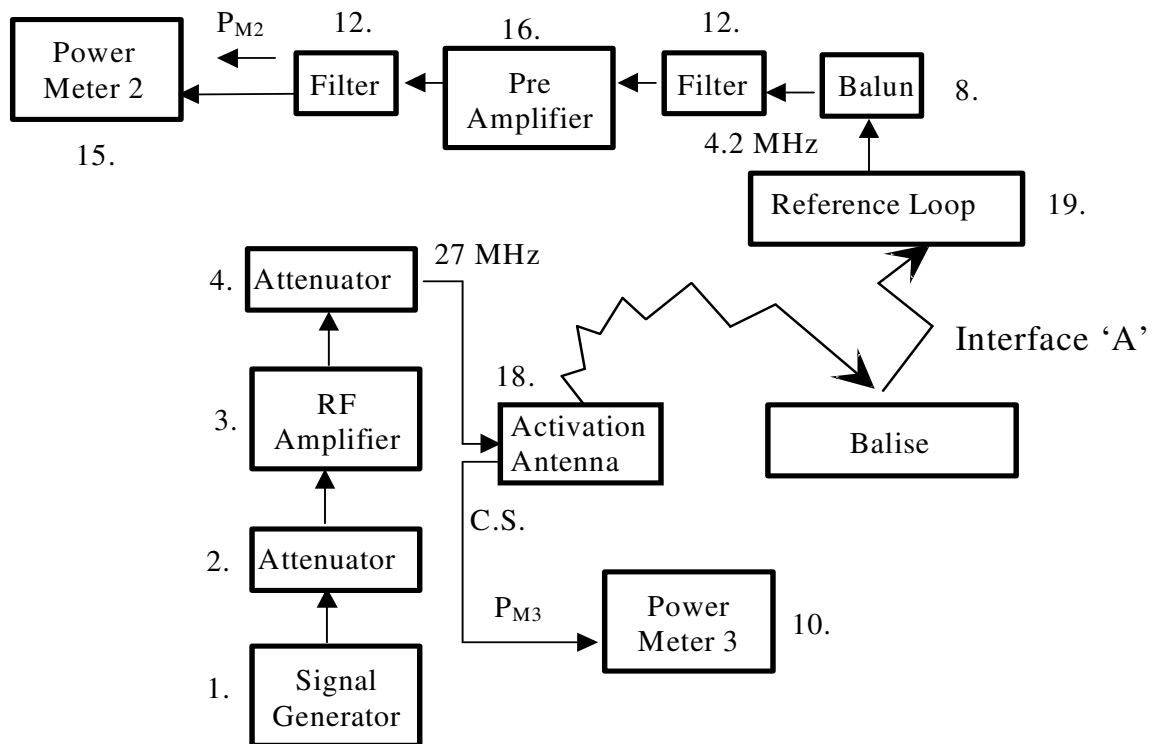 P_M2
12.
16.
12.
Power
Meter 2
Filter
Pre
Amplifier
Filter
Balun
8.
15.
4.2 MHz
Reference Loop
19.
27 MHz
4.
Attenuator
Interface ‘A’
18.
3.
RF
Amplifier
Activation
Antenna
Balise
C.S.
2.
Attenuator
P_M3
Power
Meter 3
10.
1.
Signal
Generator